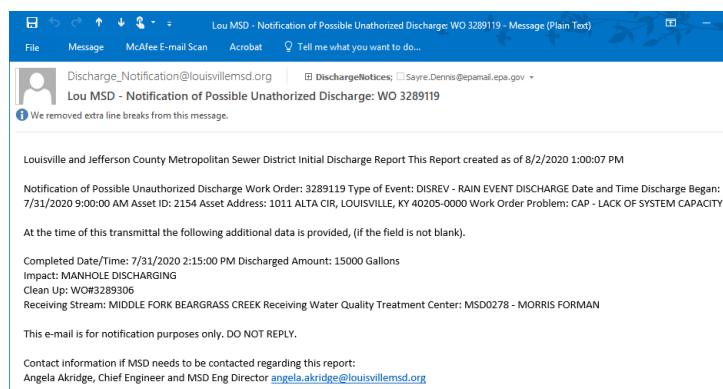 Lou MSD - Notification of Possible Unathorized Discharge: WO 3289119 - Message (Plain Text)
File Message McAfee E-mail Scan Acrobat Tell me what you want to do...
Discharge_Notification@louisvillemsd.org DischargeNotices; Sayre.Dennis@epamail.epa.gov
Lou MSD - Notification of Possible Unathorized Discharge: WO 3289119
We removed extra line breaks from this message.
Louisville and Jefferson County Metropolitan Sewer District Initial Discharge Report This Report created as of 8/2/2020 1:00:07 PM
Notification of Possible Unauthorized Discharge Work Order: 3289119 Type of Event: DISREV - RAIN EVENT DISCHARGE Date and Time Discharge Began:
7/31/2020 9:00:00 AM Asset ID: 2154 Asset Address: 1011 ALTA CIR, LOUISVILLE, KY 40205-0000 Work Order Problem: CAP - LACK OF SYSTEM CAPACITY
At the time of this transmittal the following additional data is provided, (if the field is not blank).
Completed Date/Time: 7/31/2020 2:15:00 PM Discharged Amount: 15000 Gallons
Impact: MANHOLE DISCHARGING
Clean Up: WO#3289306
Receiving Stream: MIDDLE FORK BEARGRASS CREEK Receiving Water Quality Treatment Center: MSD0278 - MORRIS FORMAN
This e-mail is for notification purposes only. DO NOT REPLY.
Contact information if MSD needs to be contacted regarding this report:
Angela Akridge, Chief Engineer and MSD Eng Director angela.akridge@louisvillemsd.org